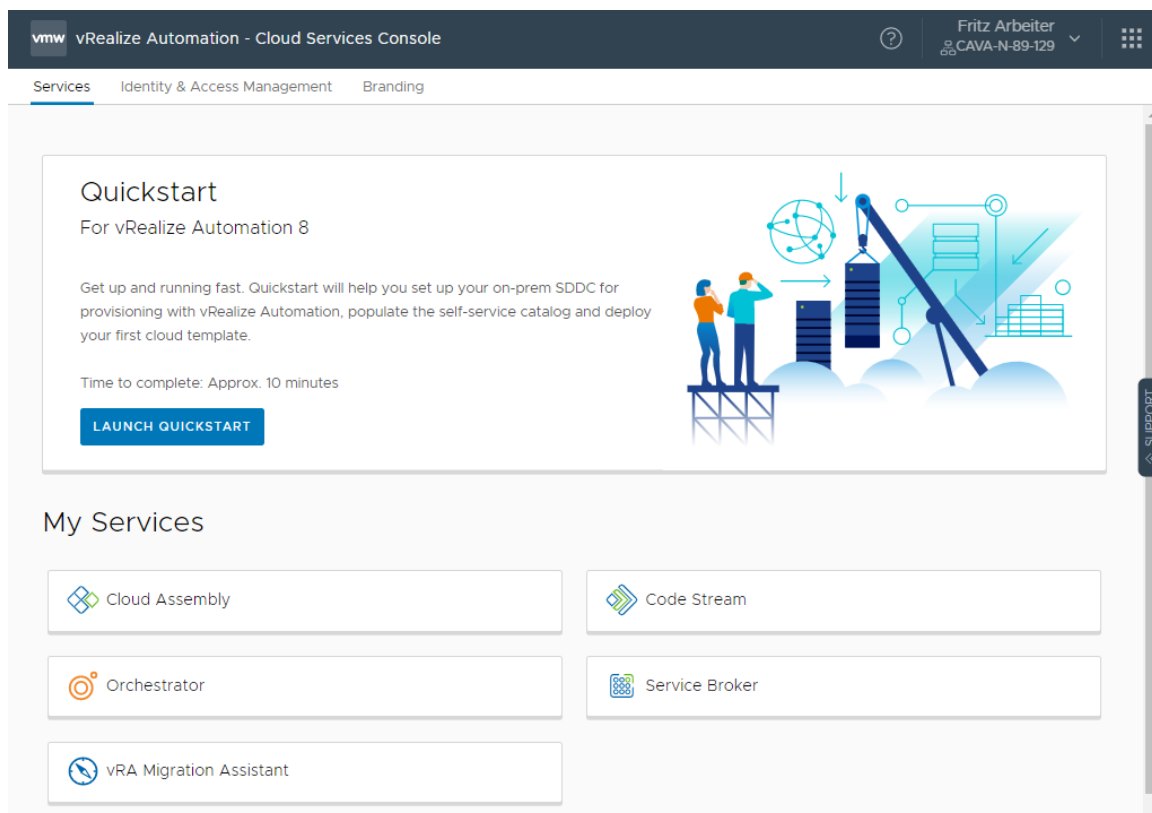 vmw vRealize Automation - Cloud Services Console
Fritz Arbeiter
CAVA-N-89-129
Services Identity & Access Management Branding
Quickstart
For vRealize Automation 8
Get up and running fast. Quickstart will help you set up your on-prem SDDC for
provisioning with vRealize Automation, populate the self-service catalog and deploy
your first cloud template.
Time to complete: Approx. 10 minutes
LAUNCH QUICKSTART
SUPPORT
My Services
Cloud Assembly
Code Stream
Orchestrator
Service Broker
vRA Migration Assistant